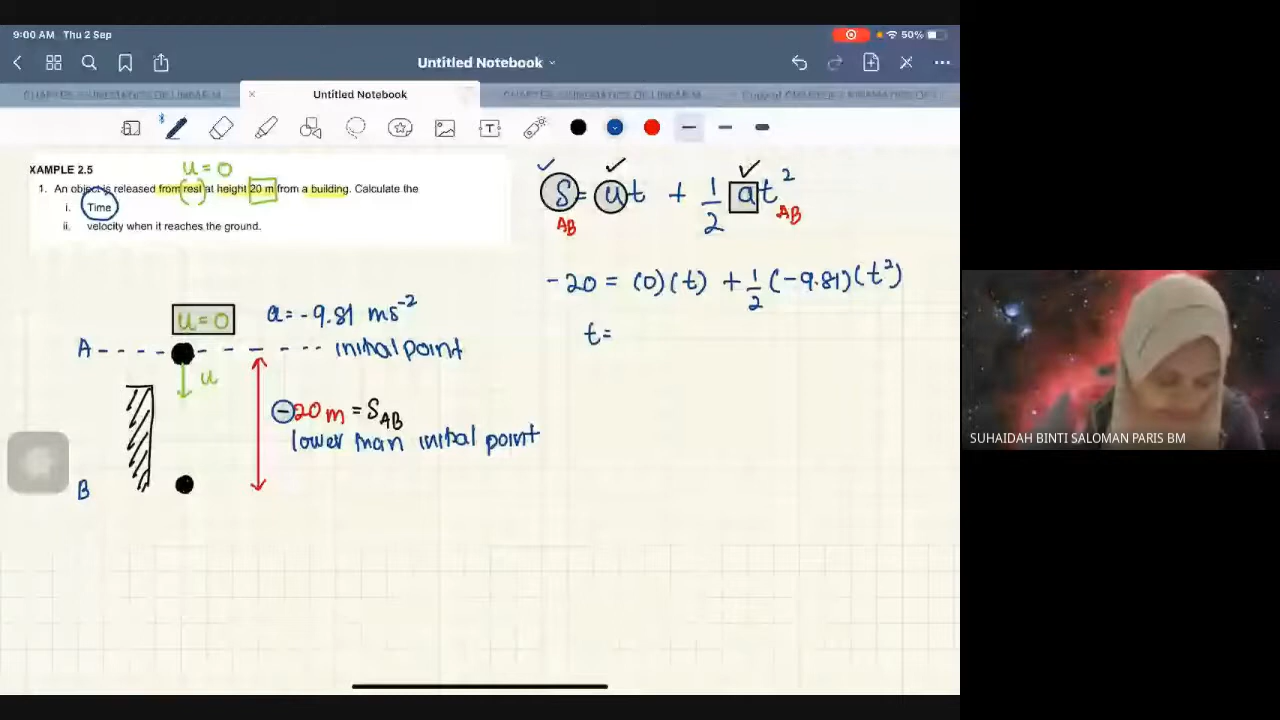 9:00 AM Thu 2 Sep
50%
Untitled Notebook
Untitled Notebook
XAMPLE 2.5
u = 0
1. An object is released from rest at height 20 m from a building. Calculate the
i. Time
ii. velocity when it reaches the ground.
S = ut + 1/2 at²
AB AB
-20 = (0)(t) + 1/2 (-9.81)(t²)
t =
u = 0 a = -9.81 ms⁻²
A initial point
u
-20 m = S_AB
lower than initial point
B
SUHAIDAH BINTI SALOMAN PARIS BM